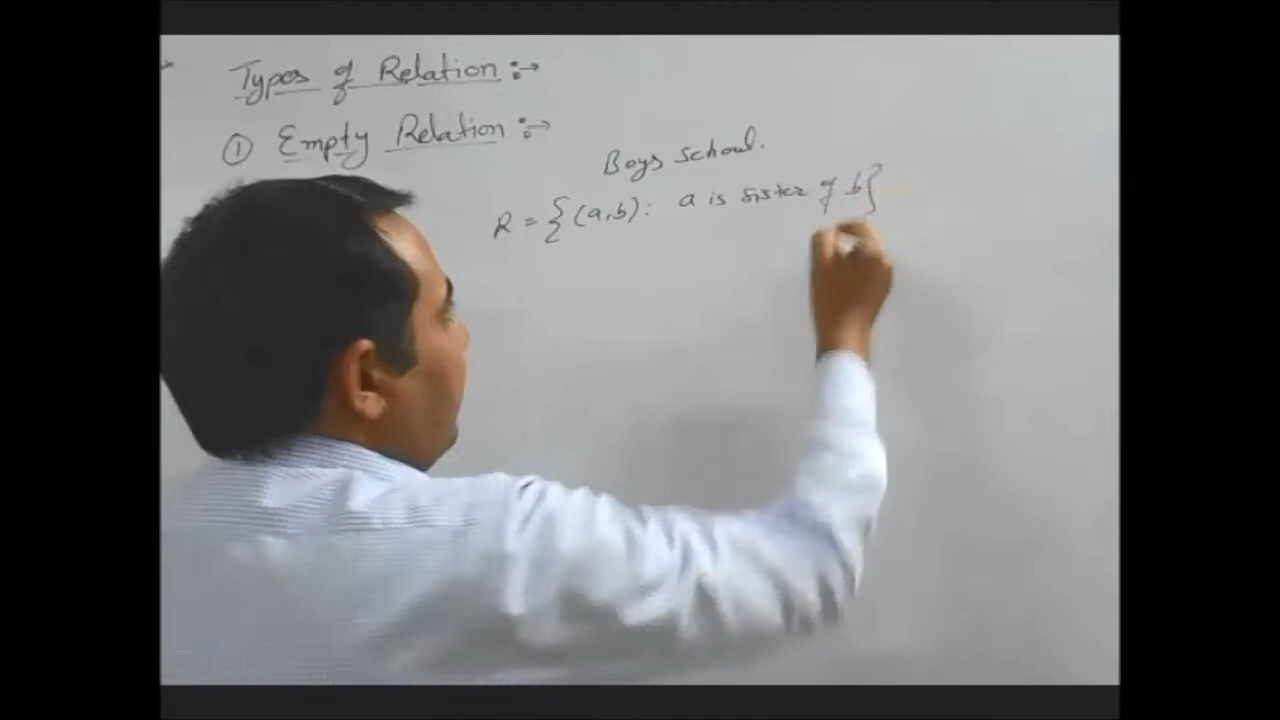 Types of Relation :→
① Empty Relation :→
Boys School.
R = {(a,b): a is sister of b}